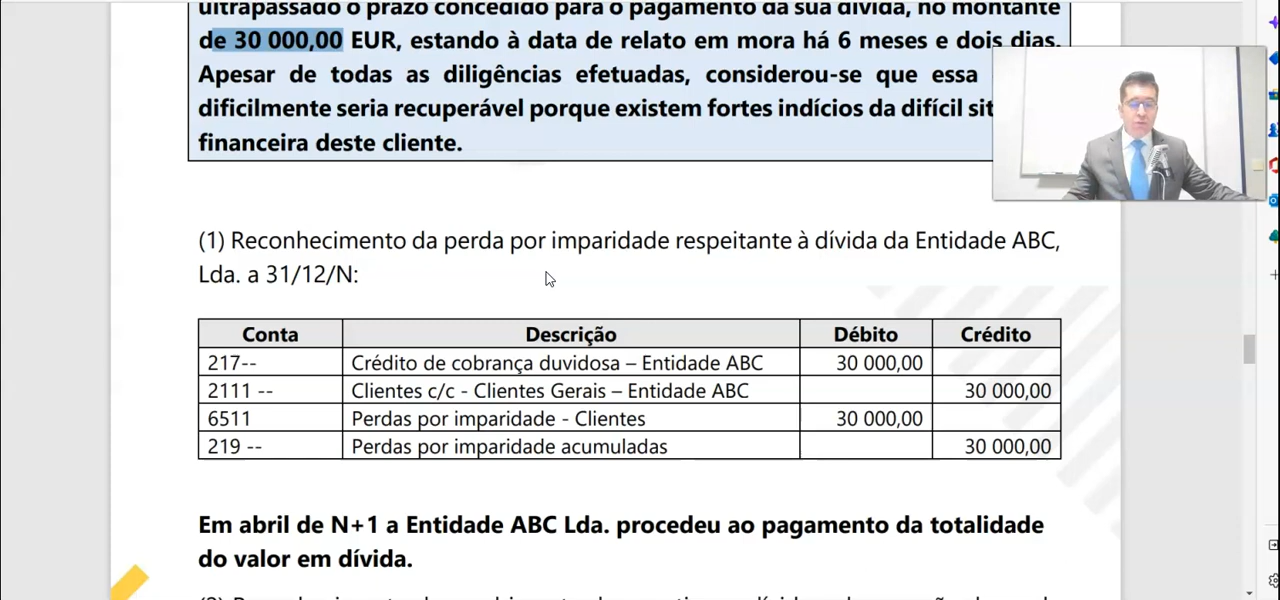 ultrapassado o prazo concedido para o pagamento da sua dívida, no montante
de 30 000,00 EUR, estando à data de relato em mora há 6 meses e dois dias.
Apesar de todas as diligências efetuadas, considerou-se que essa
dificilmente seria recuperável porque existem fortes indícios da difícil
financeira deste cliente.
(1) Reconhecimento da perda por imparidade respeitante à dívida da Entidade ABC,
Lda. a 31/12/N:
Conta Descrição Débito Crédito
217-- Crédito de cobrança duvidosa – Entidade ABC 30 000,00
2111 -- Clientes c/c - Clientes Gerais – Entidade ABC 30 000,00
6511 Perdas por imparidade - Clientes 30 000,00
219 -- Perdas por imparidade acumuladas 30 000,00
Em abril de N+1 a Entidade ABC Lda. procedeu ao pagamento da totalidade
do valor em dívida.